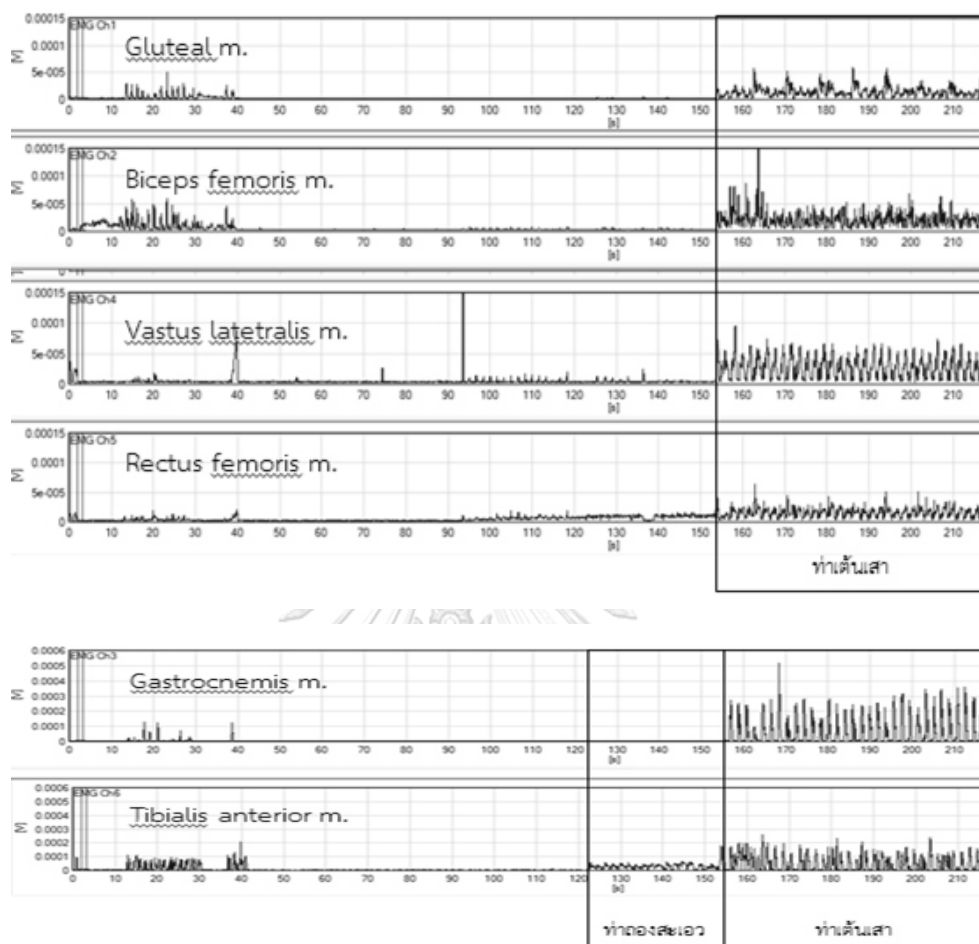 EMG Ch1
Gluteal m.
[V]
0.00015
0.0001
5e-005
0
0 10 20 30 40 50 60 70 80 90 100 110 120 130 140 150 160 170 180 190 200 210
[s]
EMG Ch2
Biceps femoris m.
[V]
0.00015
0.0001
5e-005
0
0 10 20 30 40 50 60 70 80 90 100 110 120 130 140 150 160 170 180 190 200 210
[s]
EMG Ch4
Vastus latetralis m.
[V]
0.00015
0.0001
5e-005
0
0 10 20 30 40 50 60 70 80 90 100 110 120 130 140 150 160 170 180 190 200 210
[s]
EMG Ch5
Rectus femoris m.
[V]
0.00015
0.0001
5e-005
0
0 10 20 30 40 50 60 70 80 90 100 110 120 130 140 150 160 170 180 190 200 210
[s]
ท่าเต้นเสา
EMG Ch3
Gastrocnemis m.
[V]
0.0006
0.0005
0.0004
0.0003
0.0002
0.0001
0
0 10 20 30 40 50 60 70 80 90 100 110 120 130 140 150 160 170 180 190 200 210
[s]
EMG Ch6
Tibialis anterior m.
[V]
0.0006
0.0005
0.0004
0.0003
0.0002
0.0001
0
0 10 20 30 40 50 60 70 80 90 100 110 120 130 140 150 160 170 180 190 200 210
[s]
ท่าถองสะเอว ท่าเต้นเสา